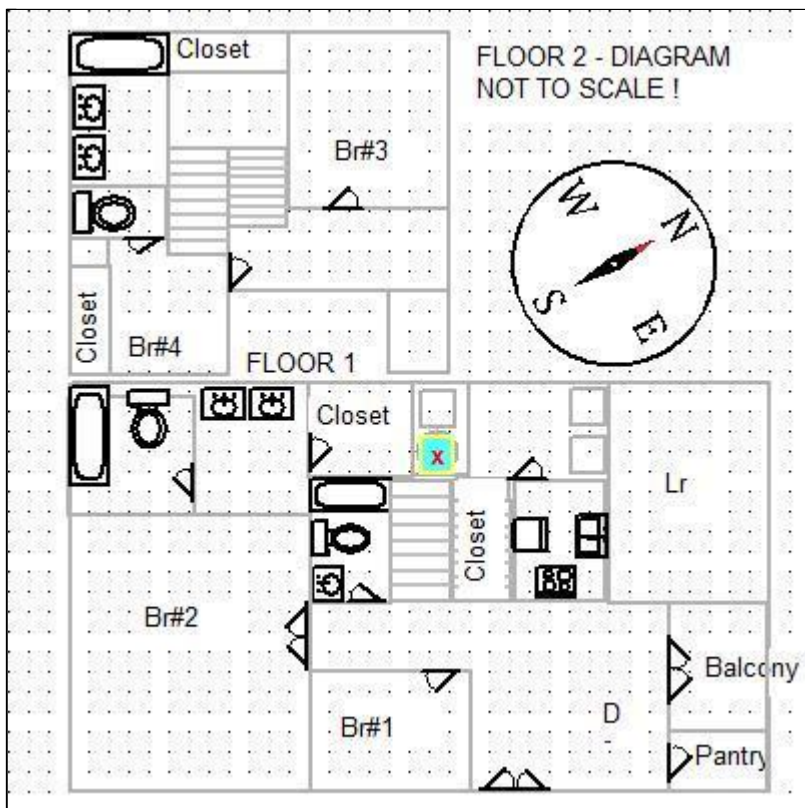 Closet
FLOOR 2 - DIAGRAM
NOT TO SCALE !
Br#3
W
N
S
E
Closet
Br#4
FLOOR 1
Closet
x
Lr
Closet
Br#2
Balcony
Br#1
D
Pantry